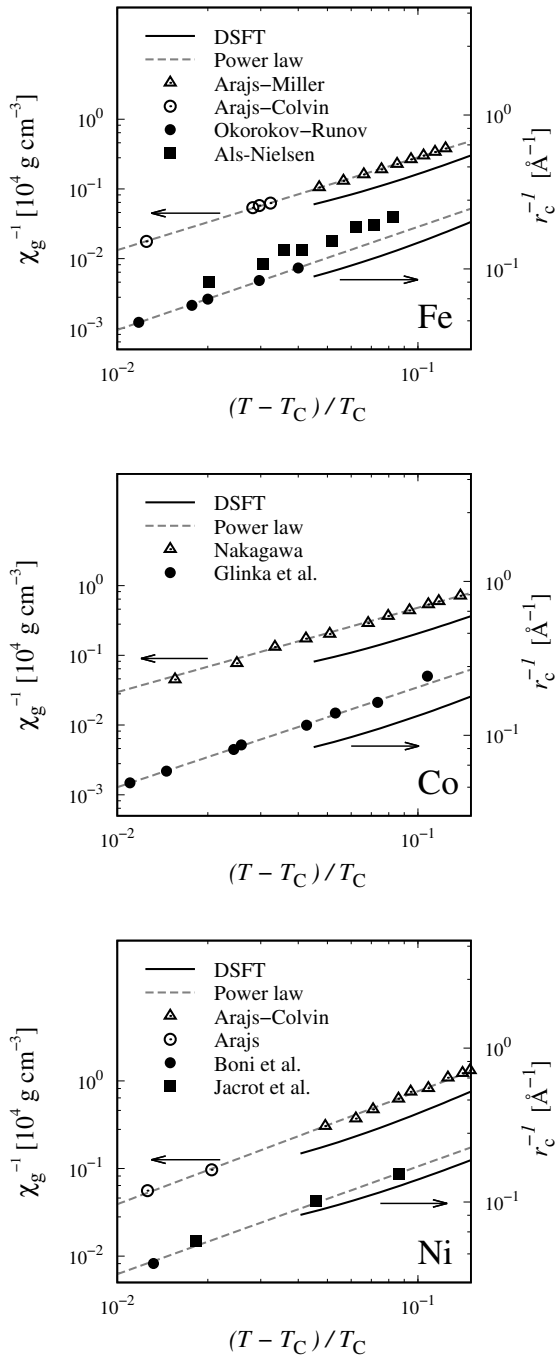 DSFT
Power law
Arajs−Miller
Arajs−Colvin
Okorokov−Runov
Als−Nielsen
10⁰
10⁻¹
10⁻²
10⁻³
χg⁻¹ [10⁴ g cm⁻³]
10⁰
10⁻¹
rc⁻¹ [Å⁻¹]
Fe
10⁻² 10⁻¹
(T − TC) / TC
DSFT
Power law
Nakagawa
Glinka et al.
10⁰
10⁻¹
10⁻²
10⁻³
χg⁻¹ [10⁴ g cm⁻³]
10⁰
10⁻¹
rc⁻¹ [Å⁻¹]
Co
10⁻² 10⁻¹
(T − TC) / TC
DSFT
Power law
Arajs−Colvin
Arajs
Boni et al.
Jacrot et al.
10⁰
10⁻¹
10⁻²
χg⁻¹ [10⁴ g cm⁻³]
10⁰
10⁻¹
rc⁻¹ [Å⁻¹]
Ni
10⁻² 10⁻¹
(T − TC) / TC